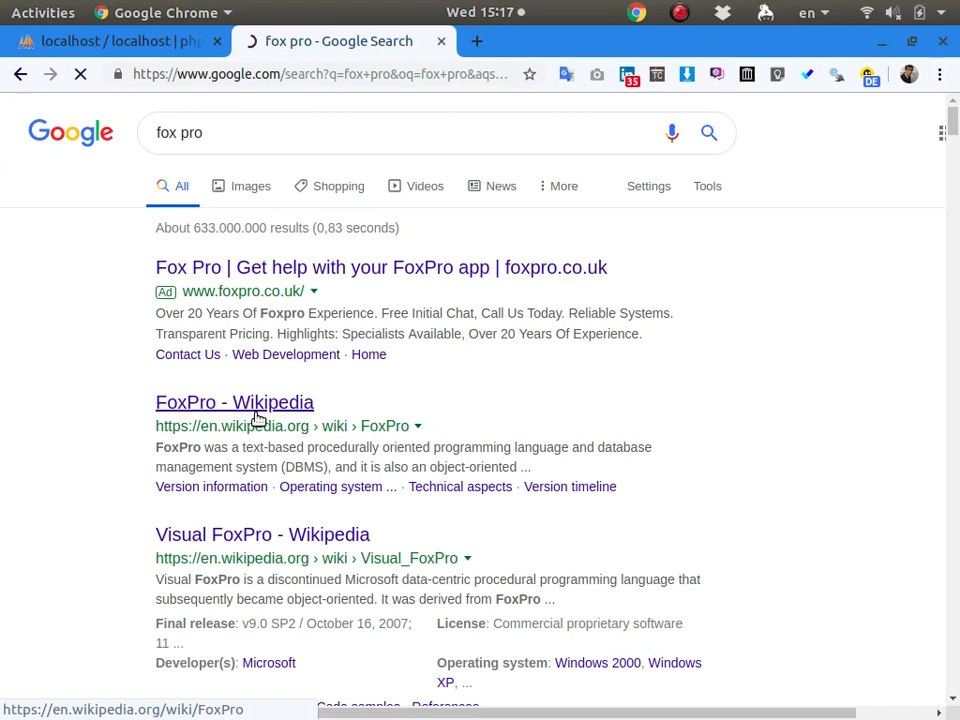 Activities Google Chrome Wed 15:17 en
localhost / localhost | php fox pro - Google Search
https://www.google.com/search?q=fox+pro&oq=fox+pro&aqs... 35 TC DE
Google fox pro
All Images Shopping Videos News More Settings Tools
About 633.000.000 results (0,83 seconds)
Fox Pro | Get help with your FoxPro app | foxpro.co.uk
Ad www.foxpro.co.uk/
Over 20 Years Of Foxpro Experience. Free Initial Chat, Call Us Today. Reliable Systems.
Transparent Pricing. Highlights: Specialists Available, Over 20 Years Of Experience.
Contact Us · Web Development · Home
FoxPro - Wikipedia
https://en.wikipedia.org › wiki › FoxPro
FoxPro was a text-based procedurally oriented programming language and database
management system (DBMS), and it is also an object-oriented ...
Version information · Operating system ... · Technical aspects · Version timeline
Visual FoxPro - Wikipedia
https://en.wikipedia.org › wiki › Visual_FoxPro
Visual FoxPro is a discontinued Microsoft data-centric procedural programming language that
subsequently became object-oriented. It was derived from FoxPro ...
Final release: v9.0 SP2 / October 16, 2007; License: Commercial proprietary software
11 ...
Developer(s): Microsoft Operating system: Windows 2000, Windows
XP, ...
Code samples · References
https://en.wikipedia.org/wiki/FoxPro